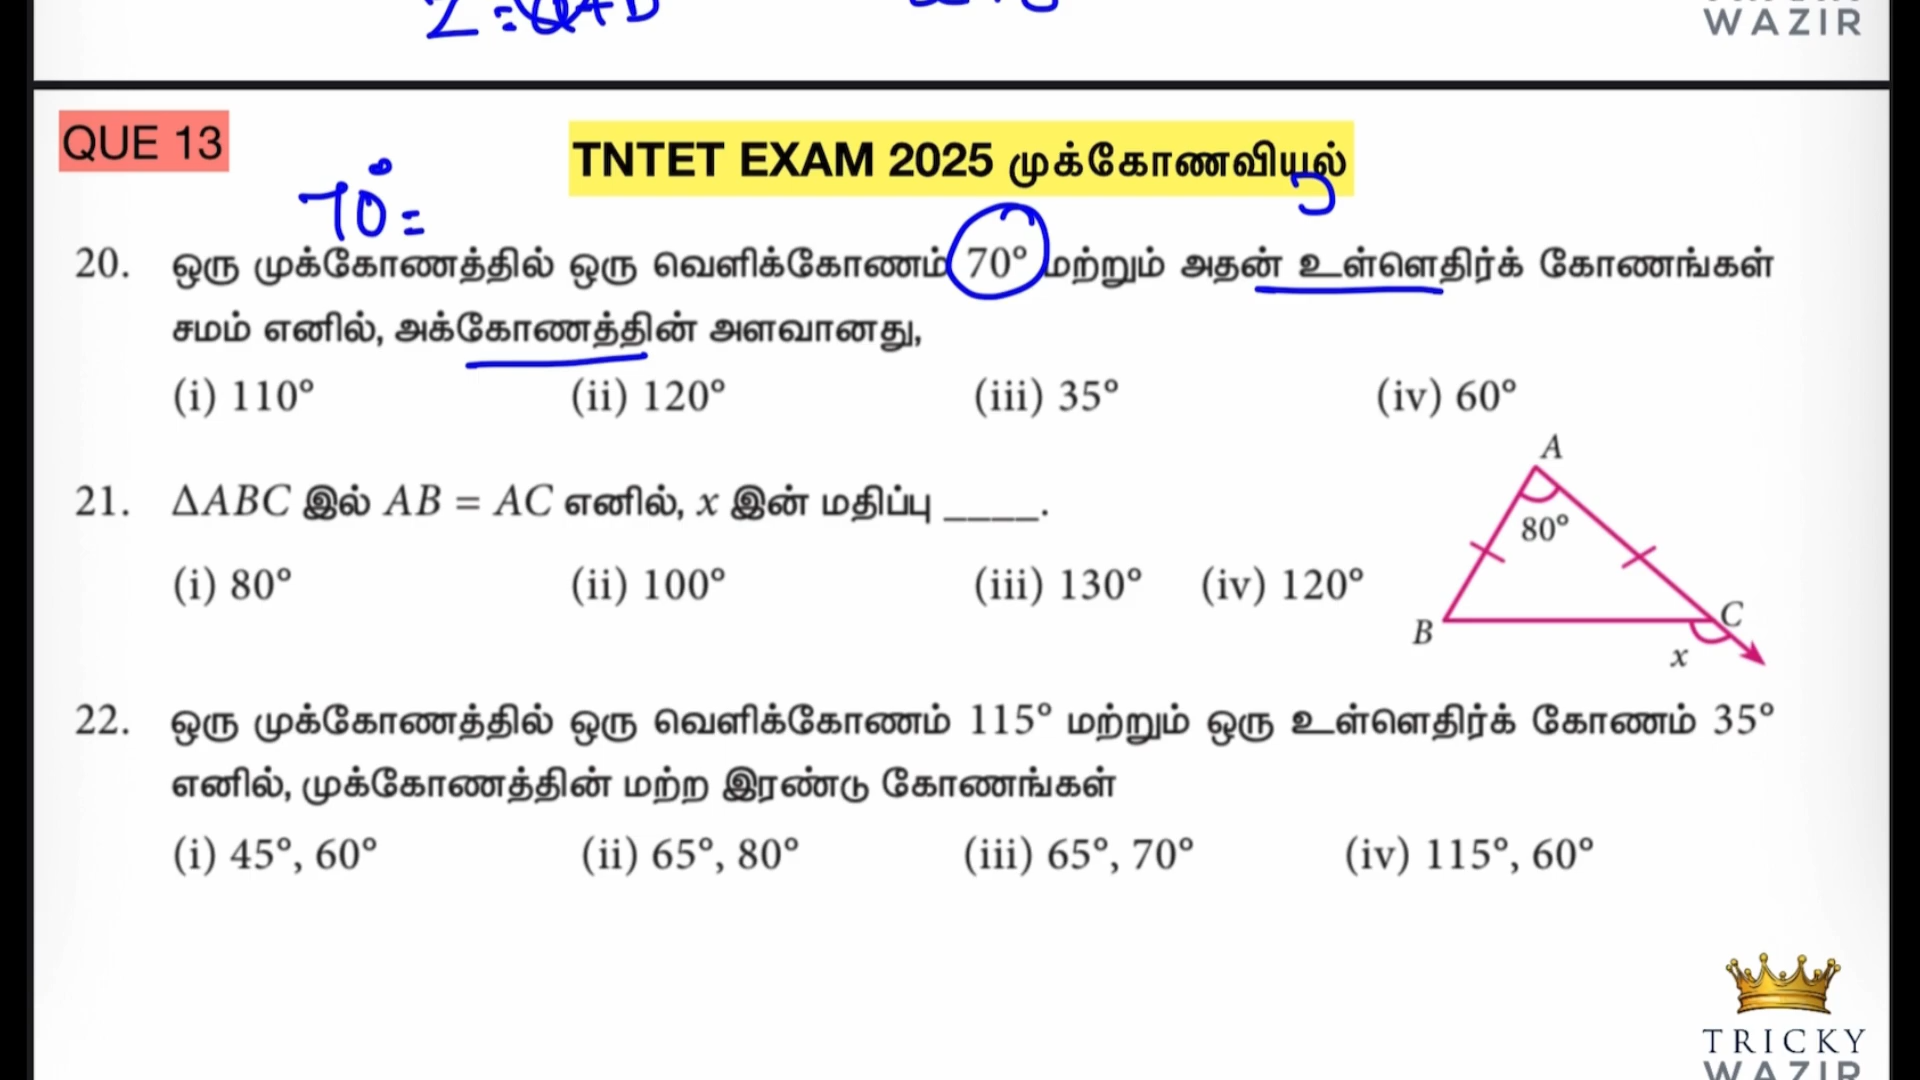 WAZIR
QUE 13
TNTET EXAM 2025 முக்கோணவியல்
70° =
20. ஒரு முக்கோணத்தில் ஒரு வெளிக்கோணம் 70° மற்றும் அதன் உள்ளெதிர்க் கோணங்கள்
சமம் எனில், அக்கோணத்தின் அளவானது,
(i) 110° (ii) 120° (iii) 35° (iv) 60°
21. ΔABC இல் AB = AC எனில், x இன் மதிப்பு ____.
(i) 80° (ii) 100° (iii) 130° (iv) 120°
A
80°
B
C
x
22. ஒரு முக்கோணத்தில் ஒரு வெளிக்கோணம் 115° மற்றும் ஒரு உள்ளெதிர்க் கோணம் 35°
எனில், முக்கோணத்தின் மற்ற இரண்டு கோணங்கள்
(i) 45°, 60° (ii) 65°, 80° (iii) 65°, 70° (iv) 115°, 60°
TRICKY
WAZIR